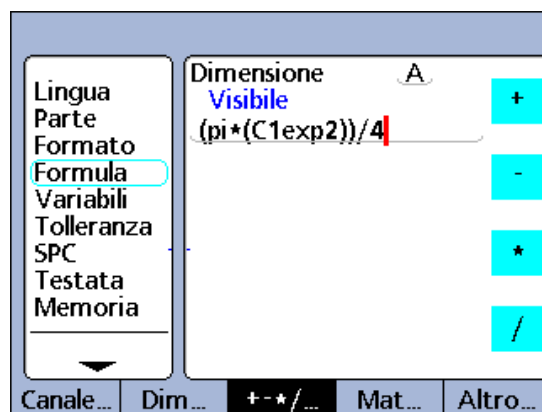 Lingua
Parte
Formato
Formula
Variabili
Tolleranza
SPC
Testata
Memoria
Dimensione A
Visibile
(pi*(C1exp2))/4
+
-
*
/
Canale... Dim... +-*/... Mat... Altro...